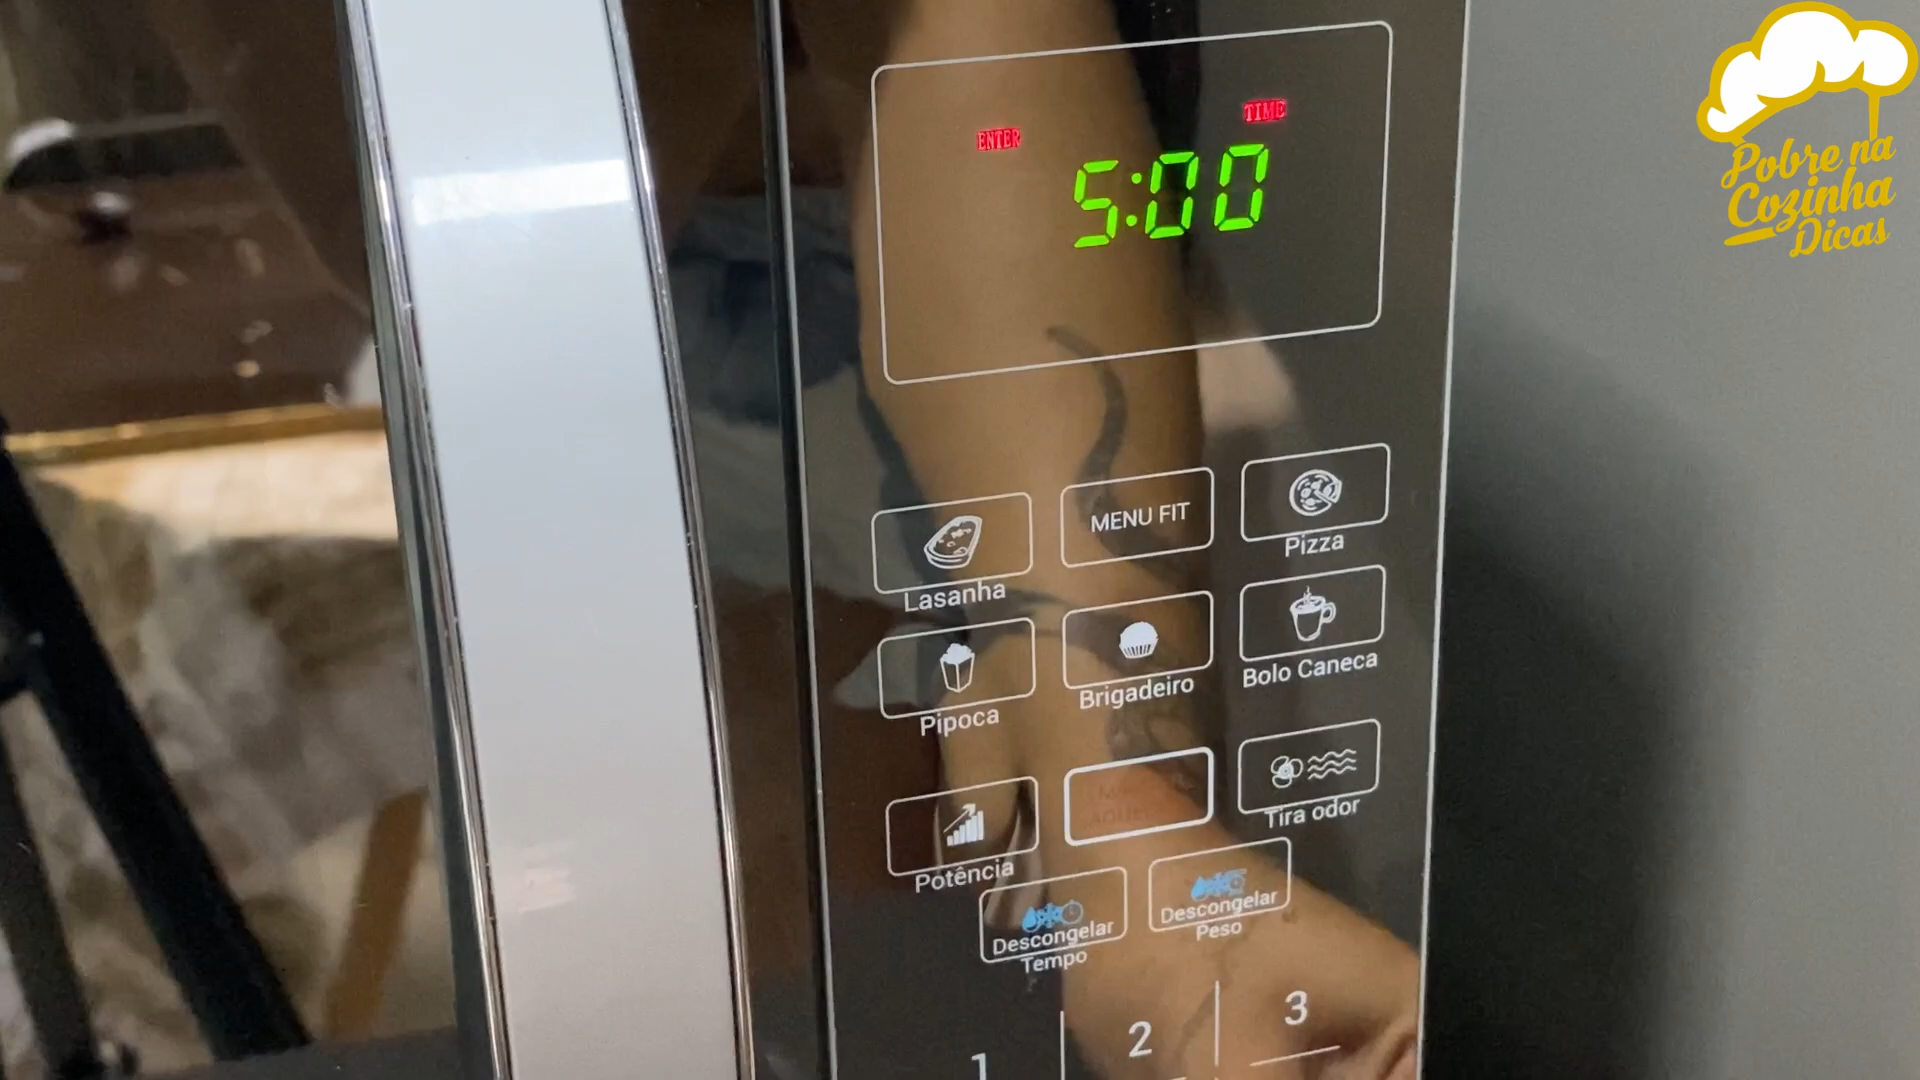 TIME
ENTER
5:00
Pobre na
Cozinha
Dicas
MENU FIT
Lasanha
Pizza
Pipoca
Brigadeiro
Bolo Caneca
Potência
Tira odor
Descongelar
Tempo
Descongelar
Peso
1
2
3